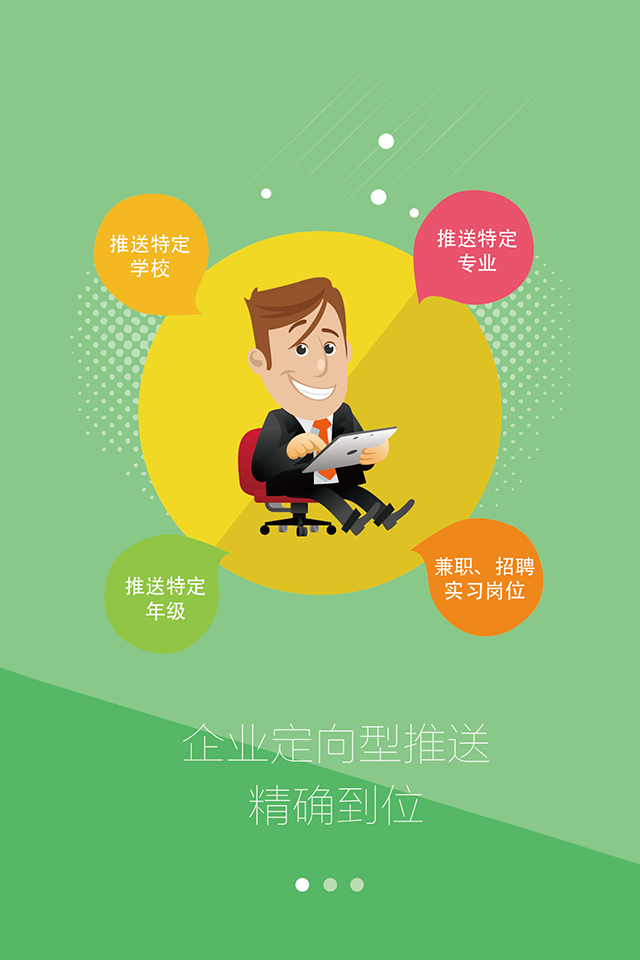 推送特定
学校
推送特定
专业
推送特定
年级
兼职、招聘
实习岗位
企业定向型推送
精确到位